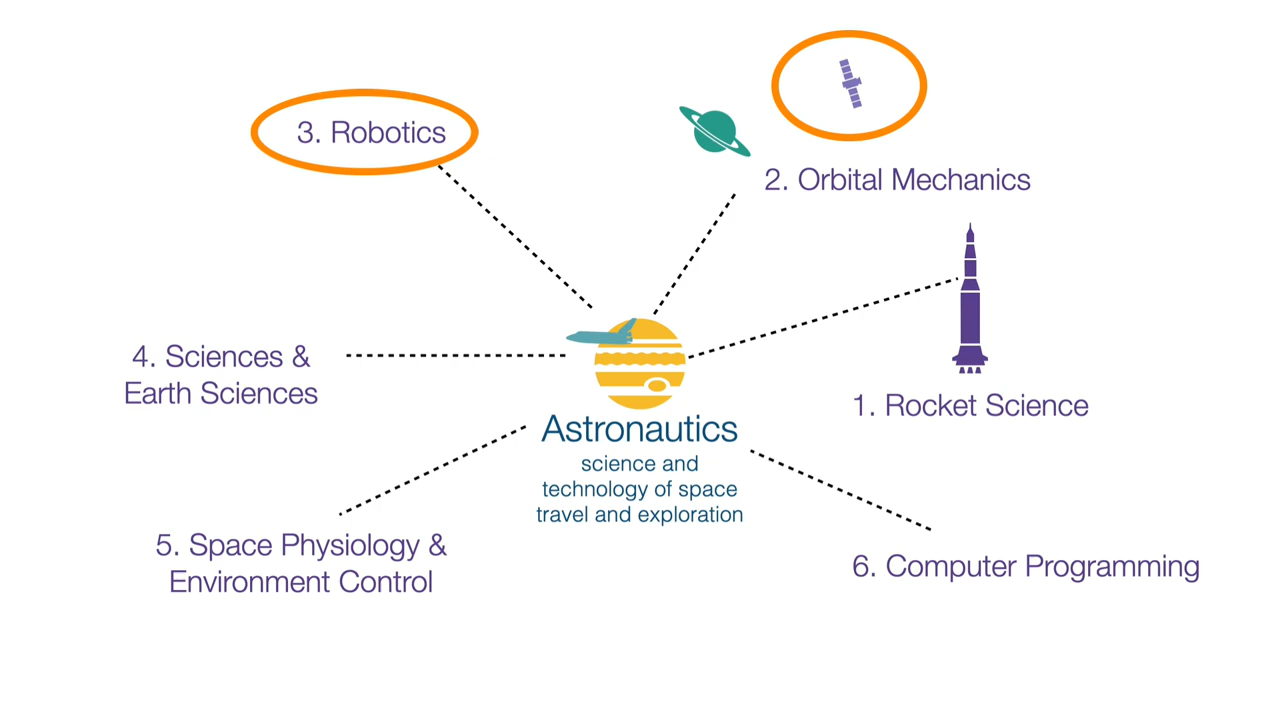 3. Robotics
2. Orbital Mechanics
4. Sciences &
Earth Sciences
1. Rocket Science
Astronautics
science and
technology of space
travel and exploration
5. Space Physiology &
Environment Control
6. Computer Programming